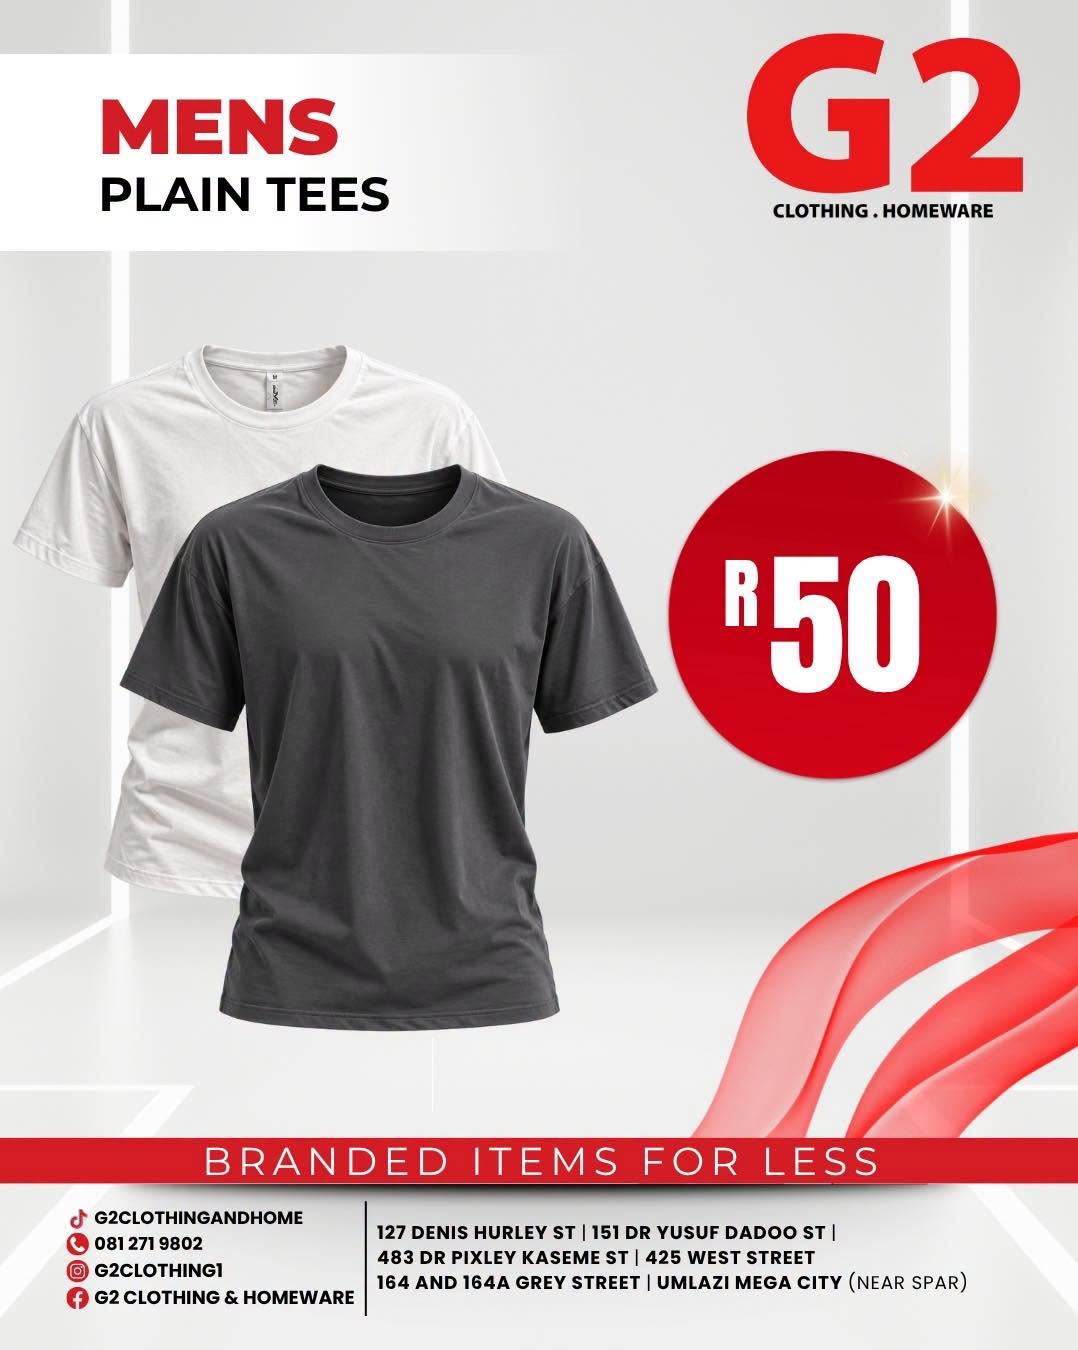 MENS
PLAIN TEES
G2
CLOTHING . HOMEWARE
M
R50
BRANDED ITEMS FOR LESS
G2CLOTHINGANDHOME
081 271 9802
G2CLOTHING1
G2 CLOTHING & HOMEWARE
127 DENIS HURLEY ST | 151 DR YUSUF DADOO ST |
483 DR PIXLEY KASEME ST | 425 WEST STREET
164 AND 164A GREY STREET | UMLAZI MEGA CITY (NEAR SPAR)